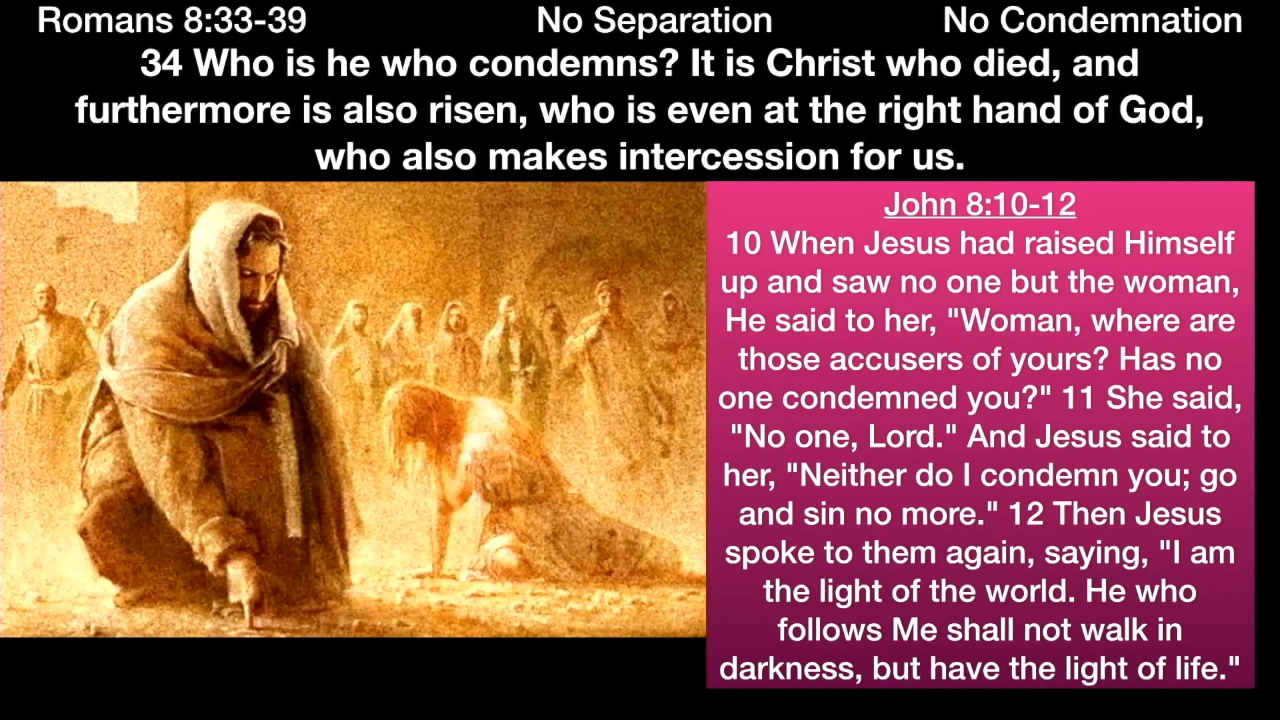 Romans 8:33-39
No Separation
No Condemnation
34 Who is he who condemns? It is Christ who died, and
furthermore is also risen, who is even at the right hand of God,
who also makes intercession for us.
John 8:10-12
10 When Jesus had raised Himself
up and saw no one but the woman,
He said to her, "Woman, where are
those accusers of yours? Has no
one condemned you?" 11 She said,
"No one, Lord." And Jesus said to
her, "Neither do I condemn you; go
and sin no more." 12 Then Jesus
spoke to them again, saying, "I am
the light of the world. He who
follows Me shall not walk in
darkness, but have the light of life."